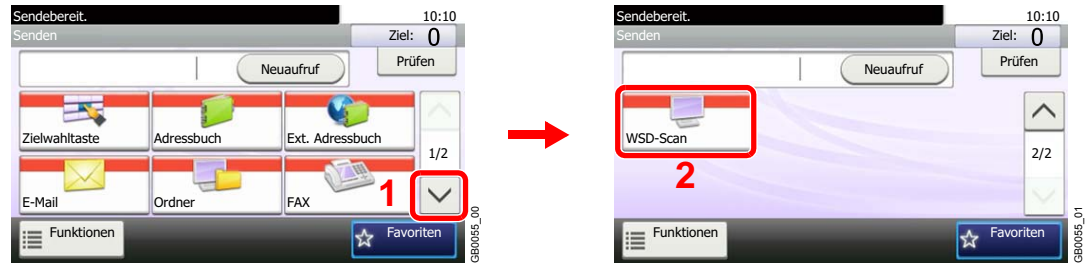 Sendebereit.
10:10
Senden
Ziel: 0
Neuaufruf
Prüfen
Zielwahltaste
Adressbuch
Ext. Adressbuch
1/2
E-Mail
Ordner
FAX
1
Funktionen
Favoriten
GB0055_00
Sendebereit.
10:10
Senden
Ziel: 0
Neuaufruf
Prüfen
WSD-Scan
2/2
2
Funktionen
Favoriten
GB0055_01